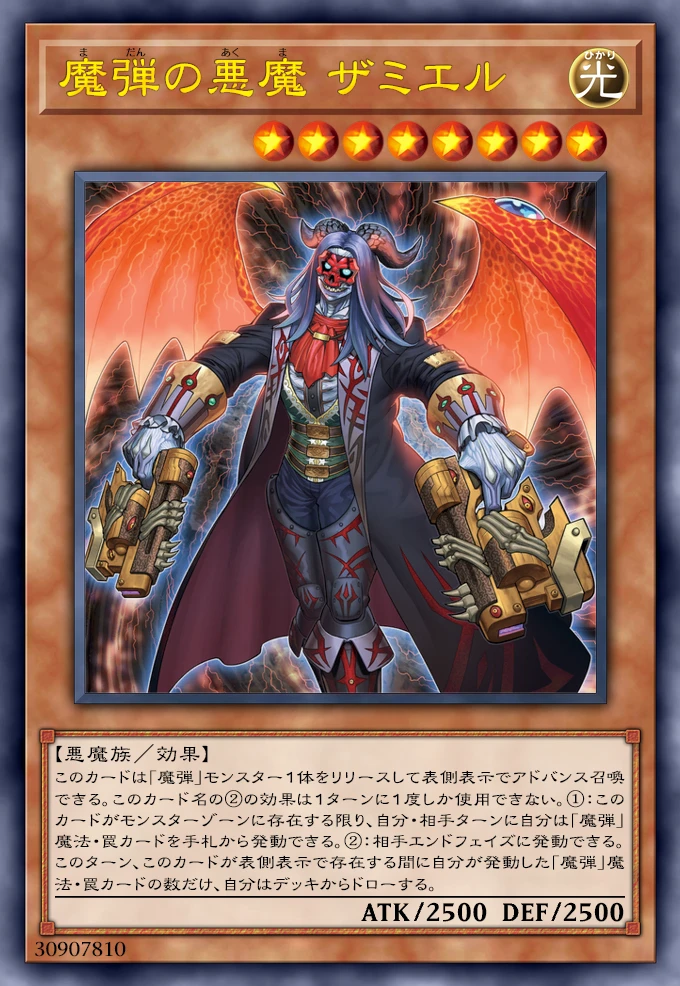 魔弾の悪魔 ザミエル
ま だん あく ま
光
ひかり
【悪魔族／効果】
このカードは「魔弾」モンスター１体をリリースして表側表示でアドバンス召喚
できる。このカード名の②の効果は１ターンに１度しか使用できない。①：この
カードがモンスターゾーンに存在する限り、自分・相手ターンに自分は「魔弾」
魔法・罠カードを手札から発動できる。②：相手エンドフェイズに発動できる。
このターン、このカードが表側表示で存在する間に自分が発動した「魔弾」魔
法・罠カードの数だけ、自分はデッキからドローする。
ATK/2500 DEF/2500
30907810